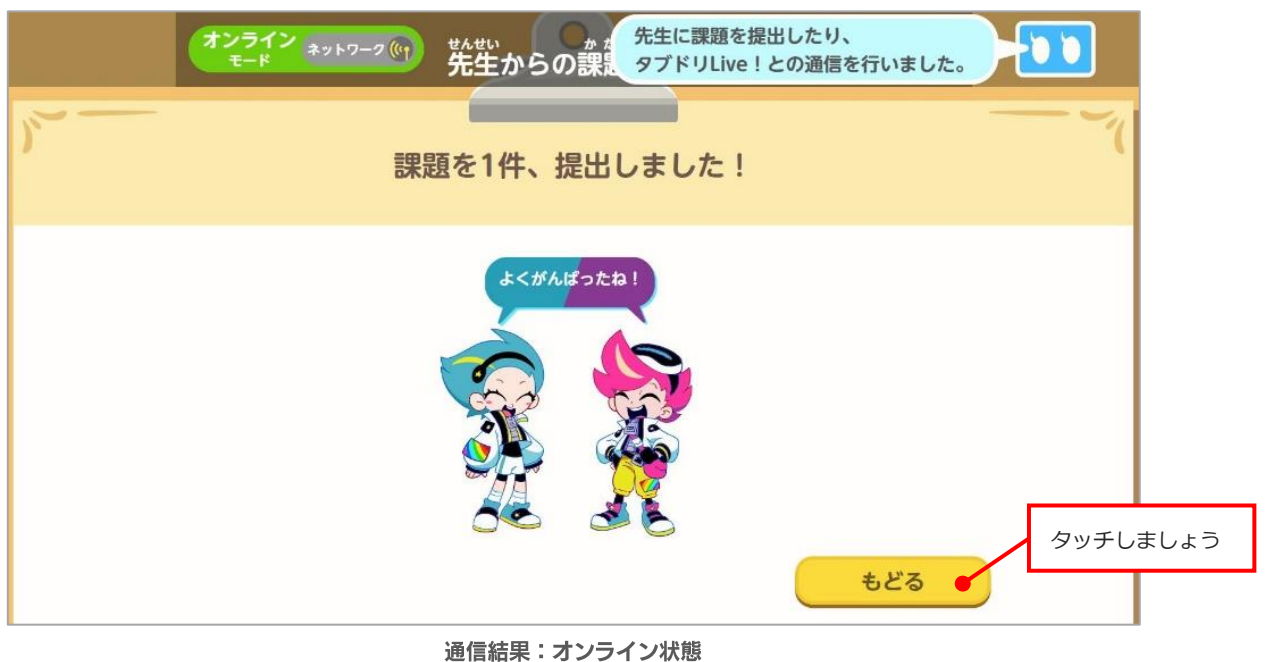 オンライン
モード
ネットワーク
せんせい か
先生からの課題
先生に課題を提出したり、
タブドリLive！との通信を行いました。
課題を1件、提出しました！
よくがんばったね！
タッチしましょう
もどる
通信結果：オンライン状態